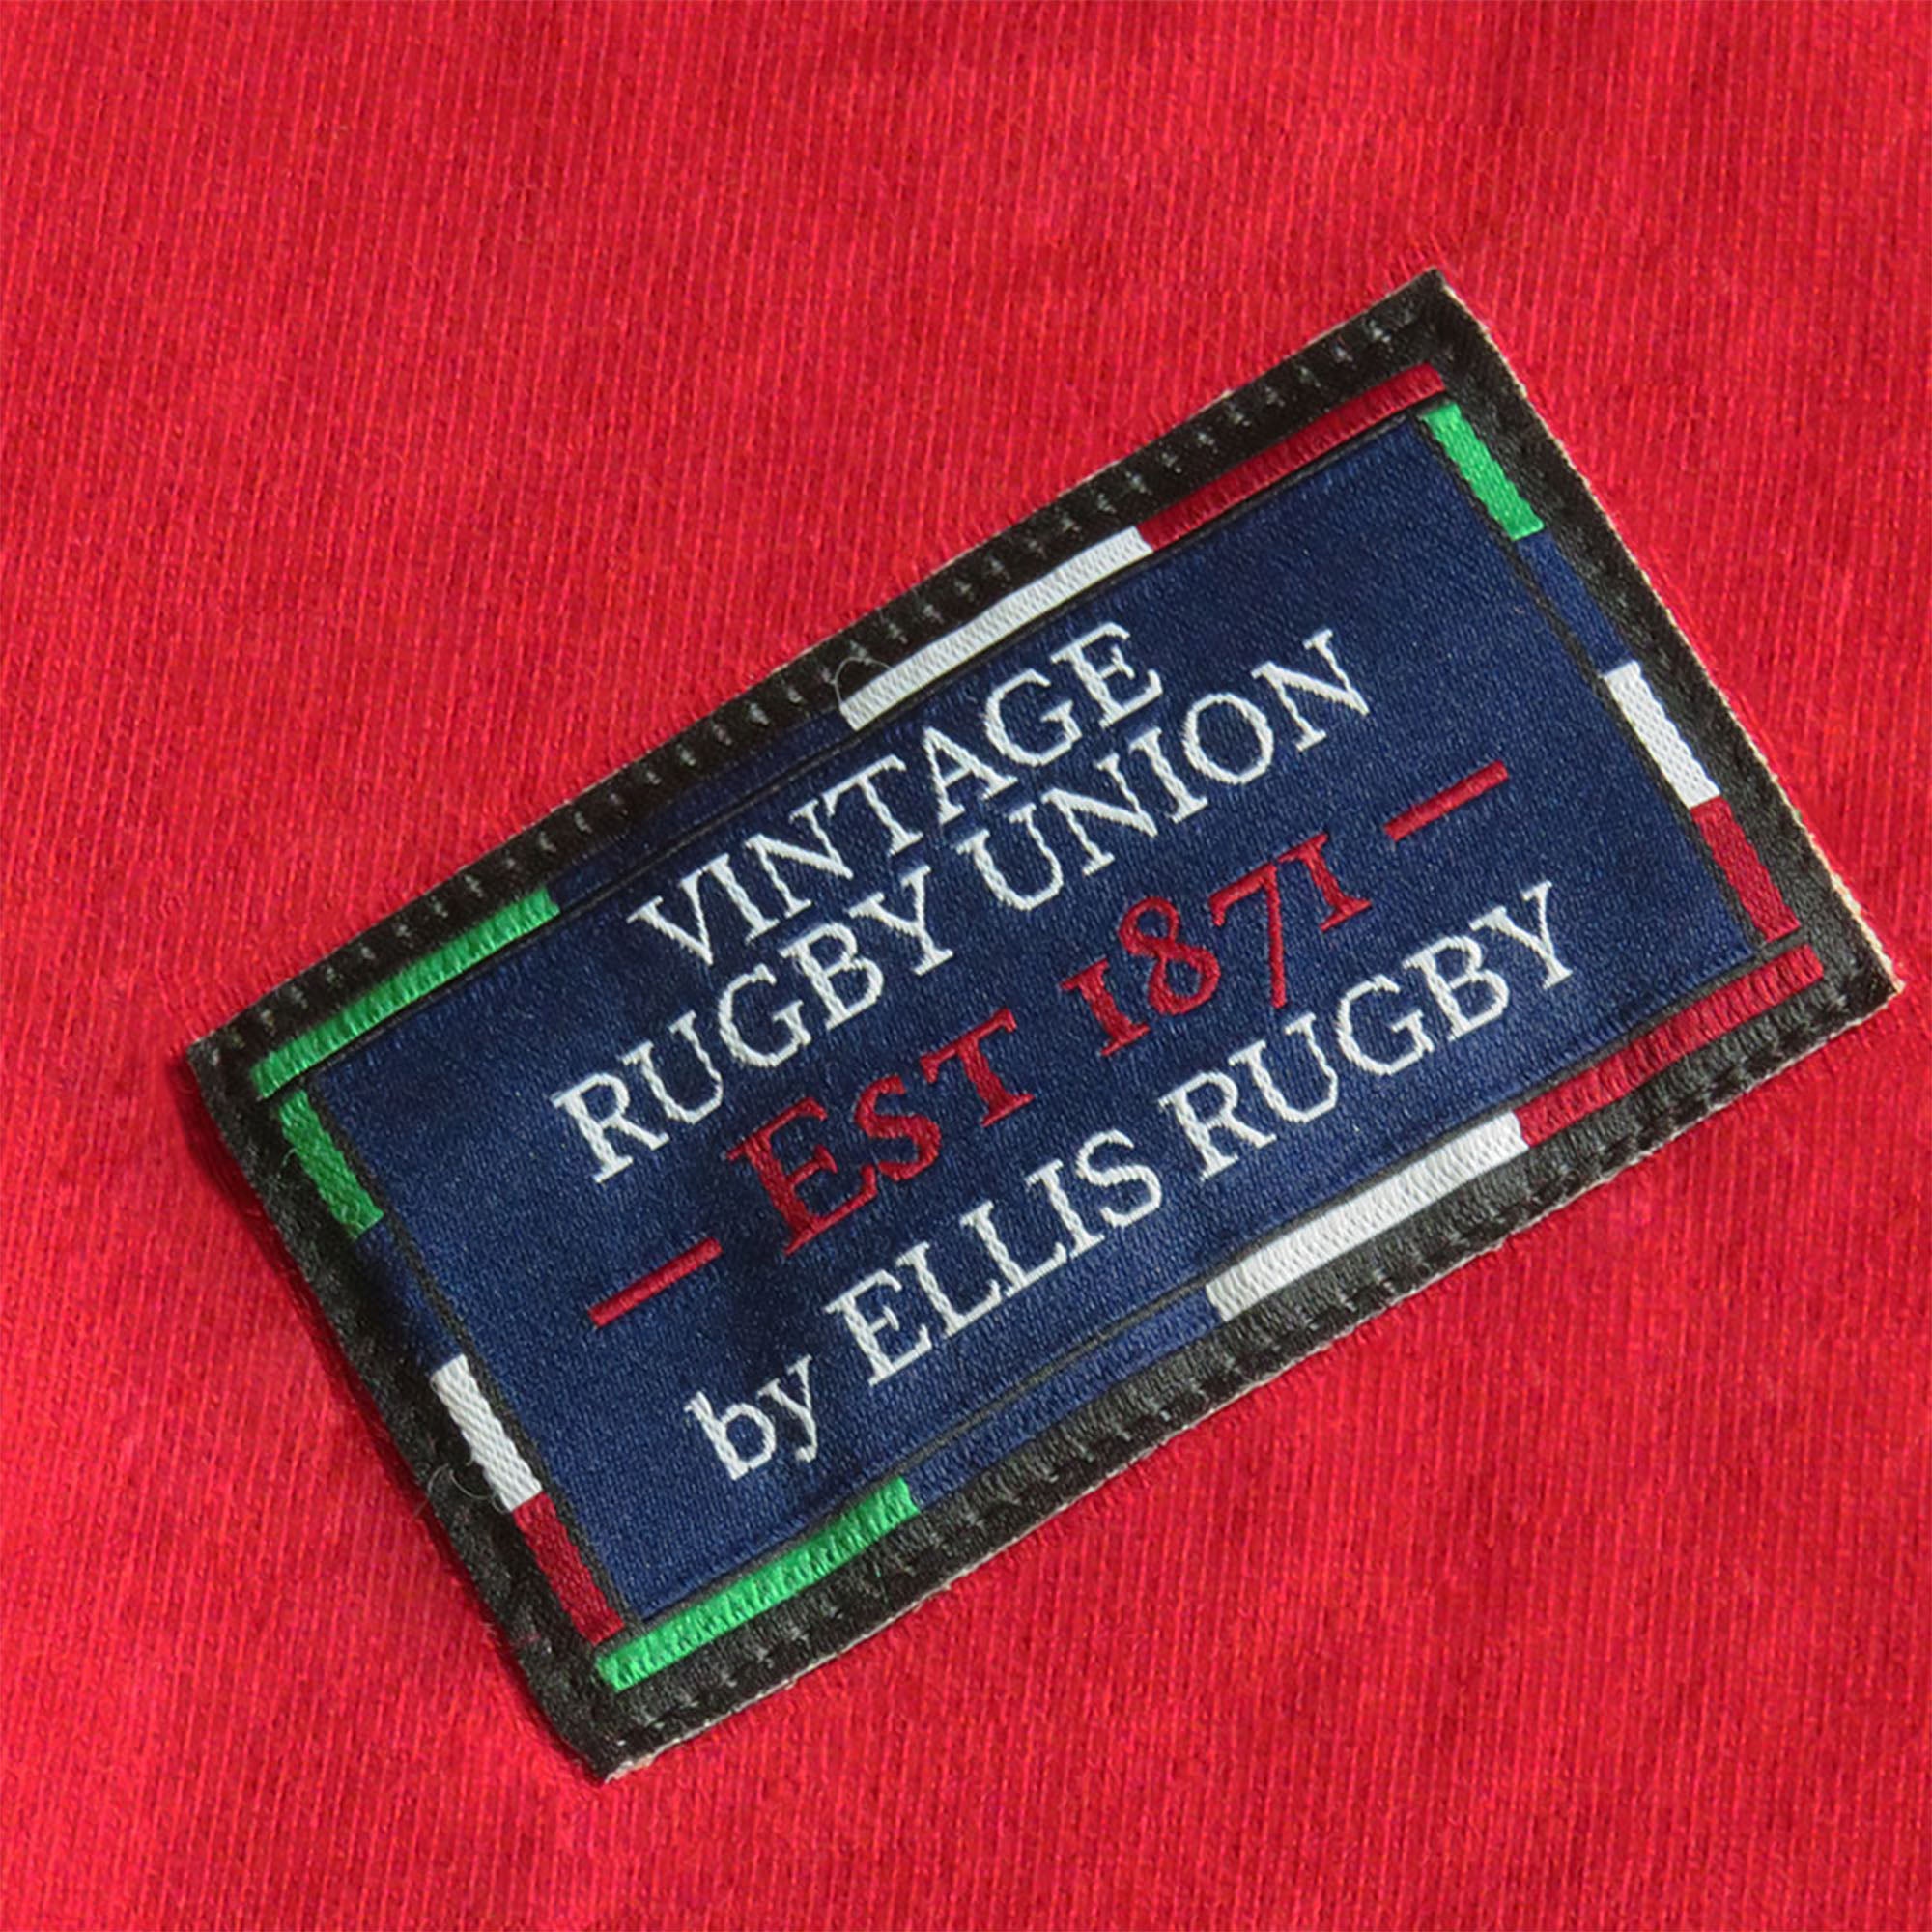 VINTAGE
RUGBY UNION
— EST 1871 —
by ELLIS RUGBY